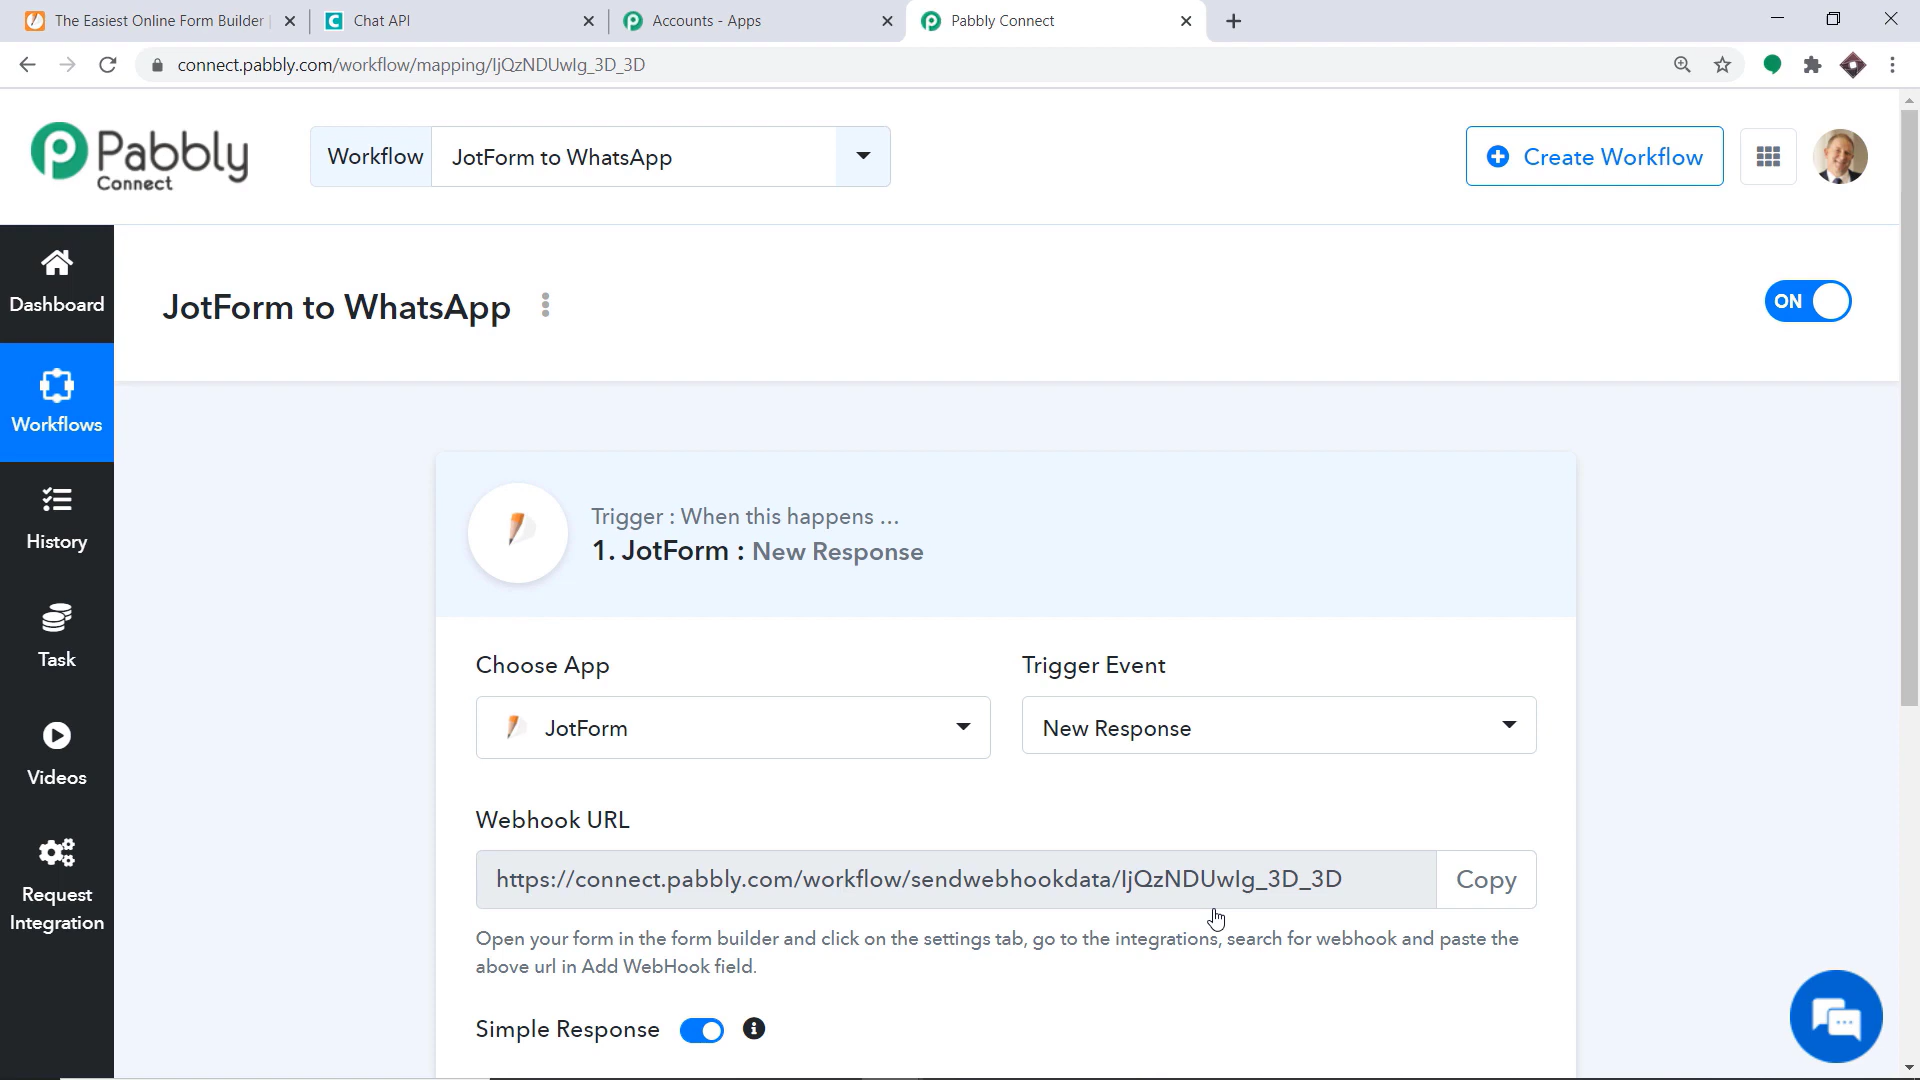 The Easiest Online Form Builder
Chat API
Accounts - Apps
Pabbly Connect
connect.pabbly.com/workflow/mapping/IjQzNDUwIg_3D_3D
Pabbly
Connect
Workflow
JotForm to WhatsApp
Create Workflow
Dashboard
JotForm to WhatsApp
ON
Workflows
History
Trigger : When this happens ...
1. JotForm : New Response
Task
Choose App
Trigger Event
JotForm
New Response
Videos
Webhook URL
https://connect.pabbly.com/workflow/sendwebhookdata/IjQzNDUwIg_3D_3D
Copy
Request
Integration
Open your form in the form builder and click on the settings tab, go to the integrations, search for webhook and paste the
above url in Add WebHook field.
Simple Response